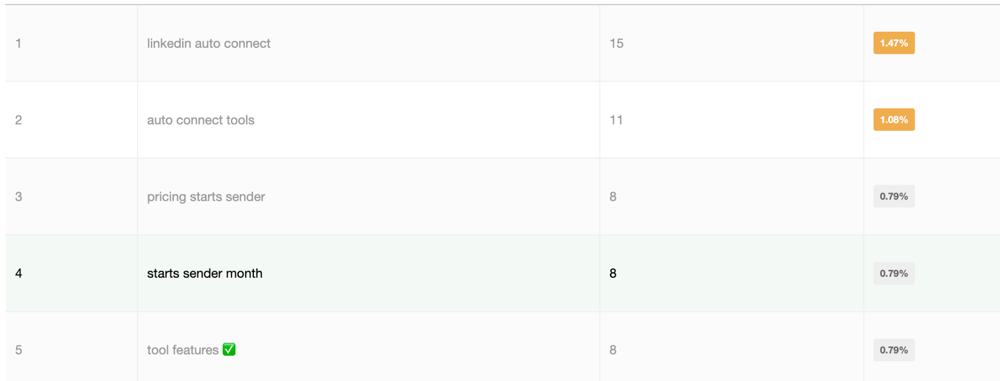 1 linkedin auto connect 15 1.47%
2 auto connect tools 11 1.08%
3 pricing starts sender 8 0.79%
4 starts sender month 8 0.79%
5 tool features ✅ 8 0.79%